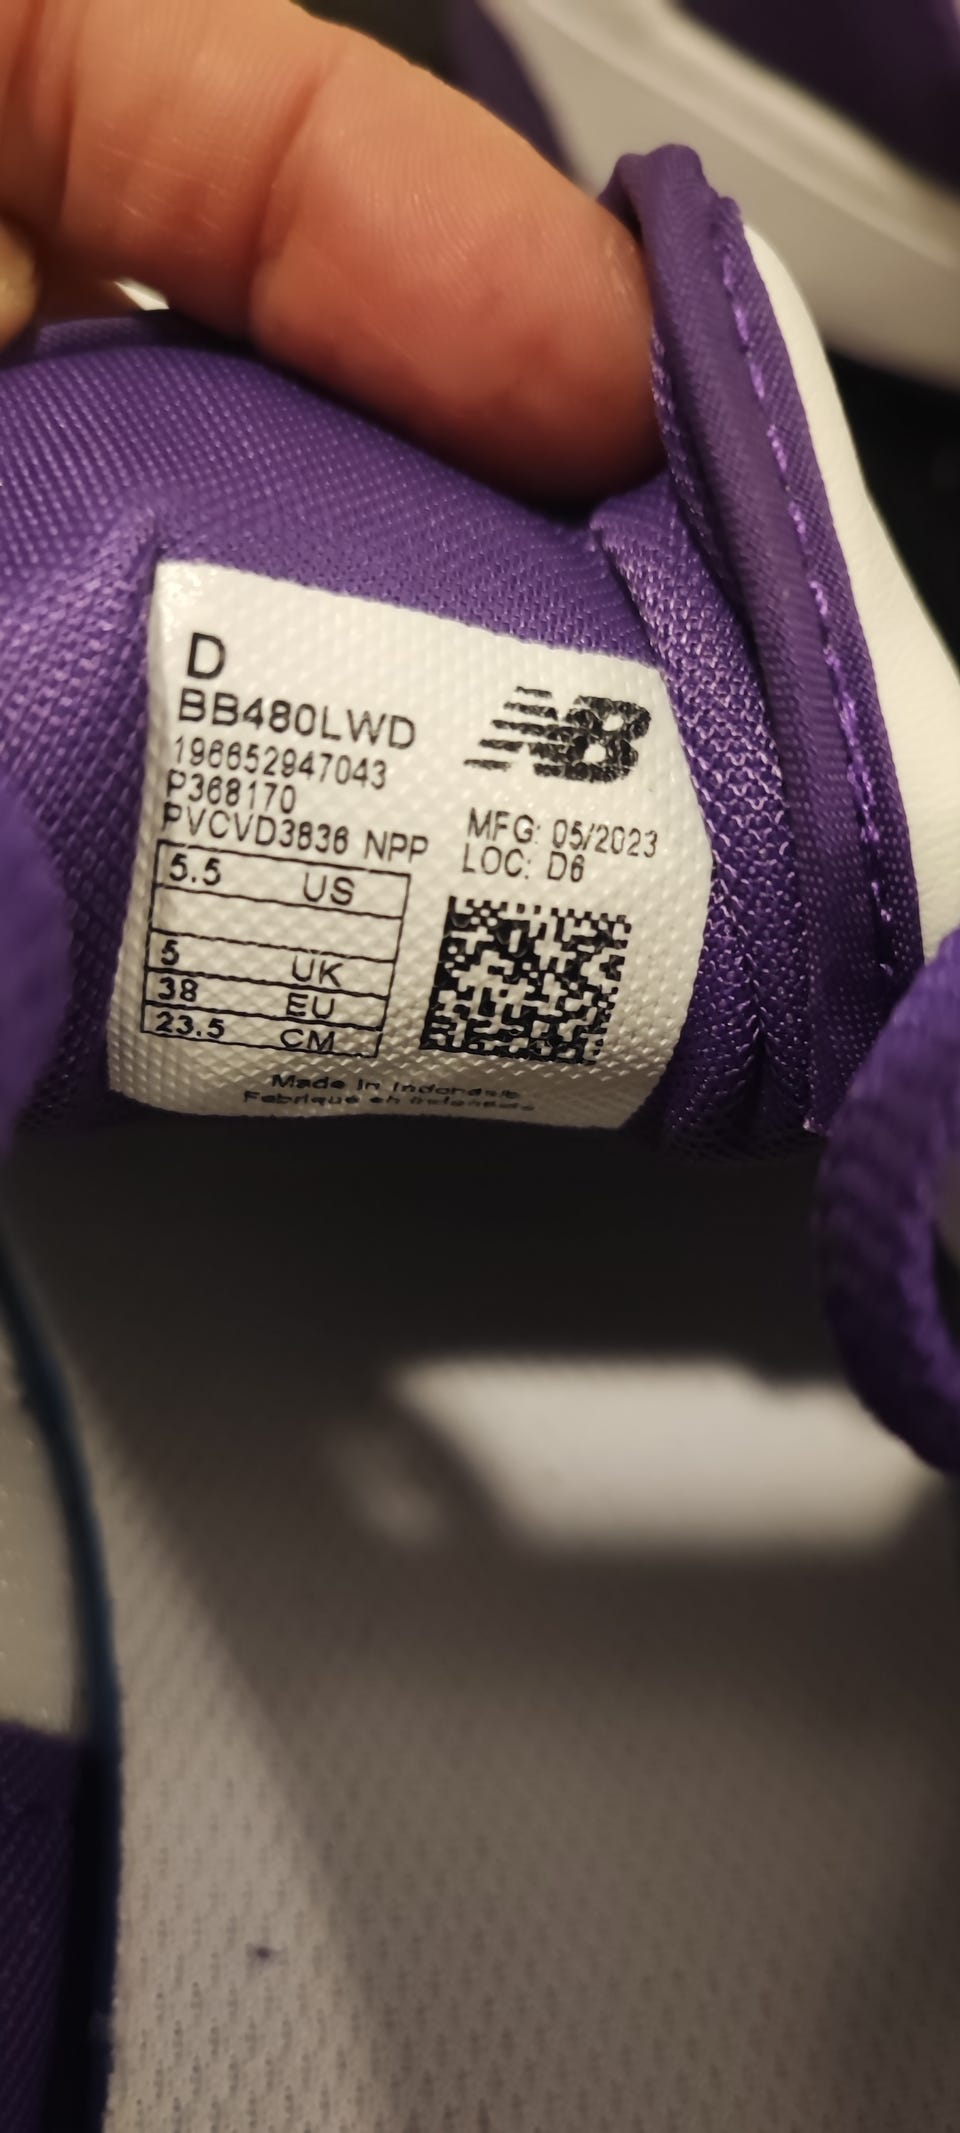 D
BB480LWD
196652947043
P368170
PVCVD3836 NPP
5.5 US
5 UK
38 EU
23.5 CM
NB
MFG: 05/2023
LOC: D6
Made in Indonesia
Fabriqué en Indonésie